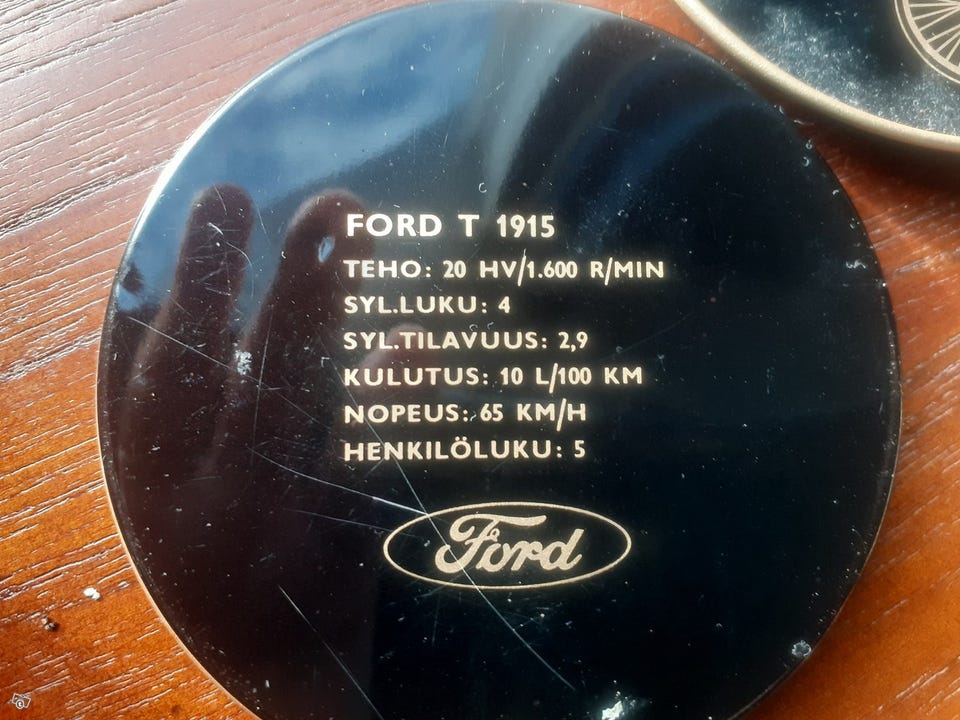 FORD T 1915
TEHO: 20 HV/1.600 R/MIN
SYL.LUKU: 4
SYL.TILAVUUS: 2,9
KULUTUS: 10 L/100 KM
NOPEUS: 65 KM/H
HENKILÖLUKU: 5
Ford